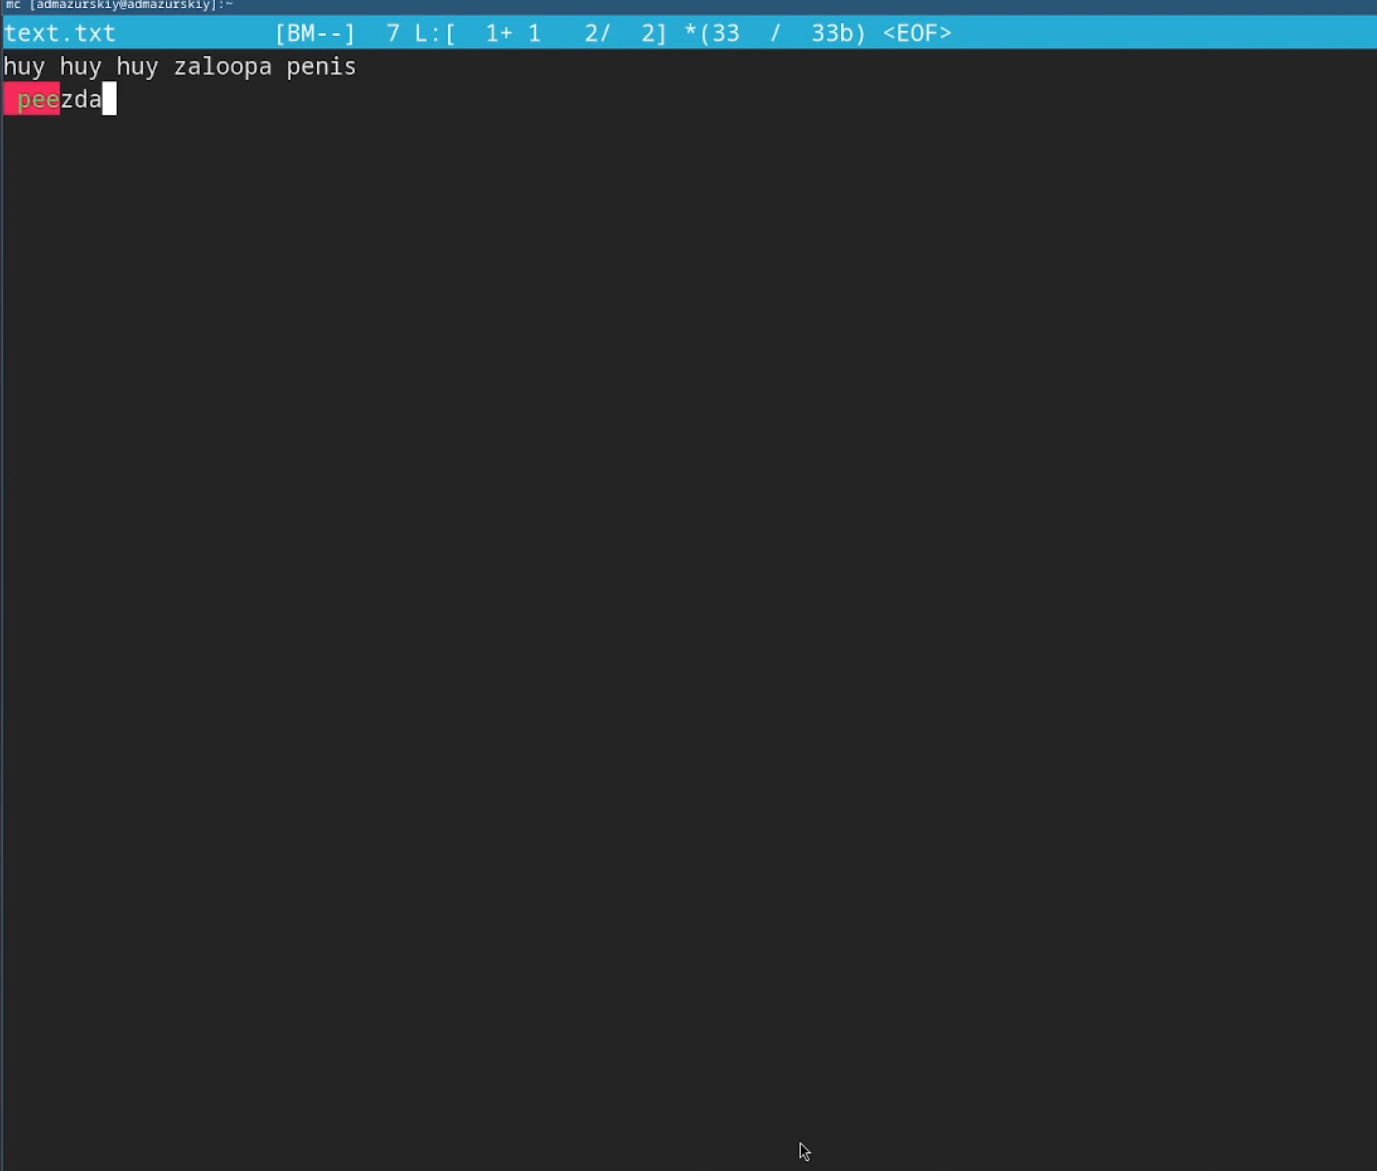 mc [admazurskiy@admazurskiy]:~
text.txt [BM--] 7 L:[ 1+ 1 2/ 2] *(33 / 33b) <EOF>
huy huy huy zaloopa penis
peezda